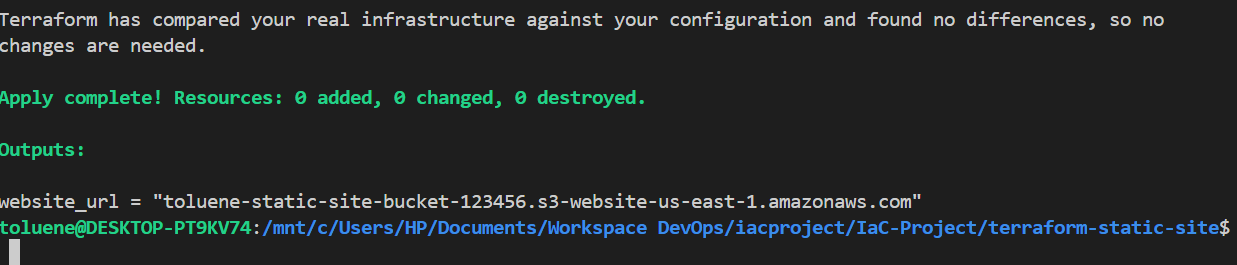 Terraform has compared your real infrastructure against your configuration and found no differences, so no
changes are needed.
Apply complete! Resources: 0 added, 0 changed, 0 destroyed.
Outputs:
website_url = "toluene-static-site-bucket-123456.s3-website-us-east-1.amazonaws.com"
toluene@DESKTOP-PT9KV74:/mnt/c/Users/HP/Documents/Workspace DevOps/iacproject/IaC-Project/terraform-static-site$